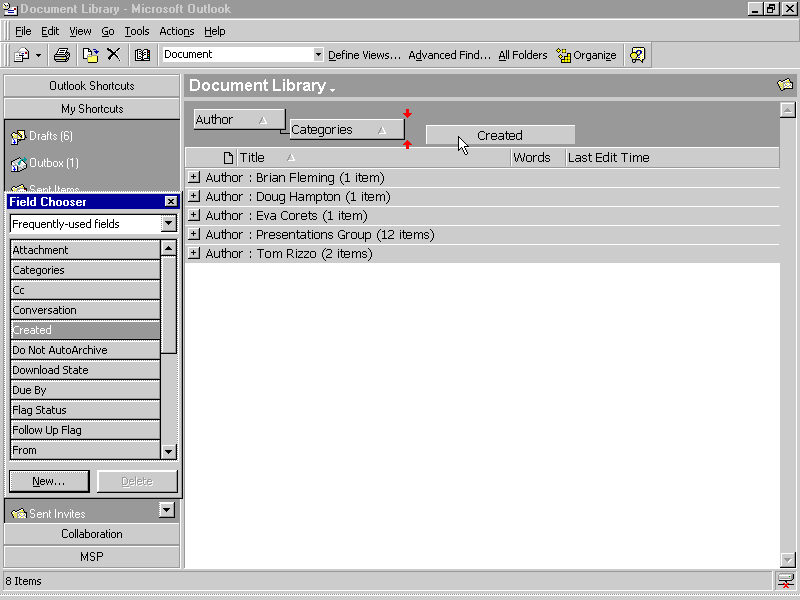 Document Library - Microsoft Outlook
File Edit View Go Tools Actions Help
Document Define Views... Advanced Find... All Folders Organize
Outlook Shortcuts
My Shortcuts
Drafts (6)
Outbox (1)
Sent Items
Field Chooser
Frequently-used fields
Attachment
Categories
Cc
Conversation
Created
Do Not AutoArchive
Download State
Due By
Flag Status
Follow Up Flag
From
New... Delete
Sent Invites
Collaboration
MSP
Document Library
Author
Categories
Created
Title Words Last Edit Time
Author : Brian Fleming (1 item)
Author : Doug Hampton (1 item)
Author : Eva Corets (1 item)
Author : Presentations Group (12 items)
Author : Tom Rizzo (2 items)
8 Items